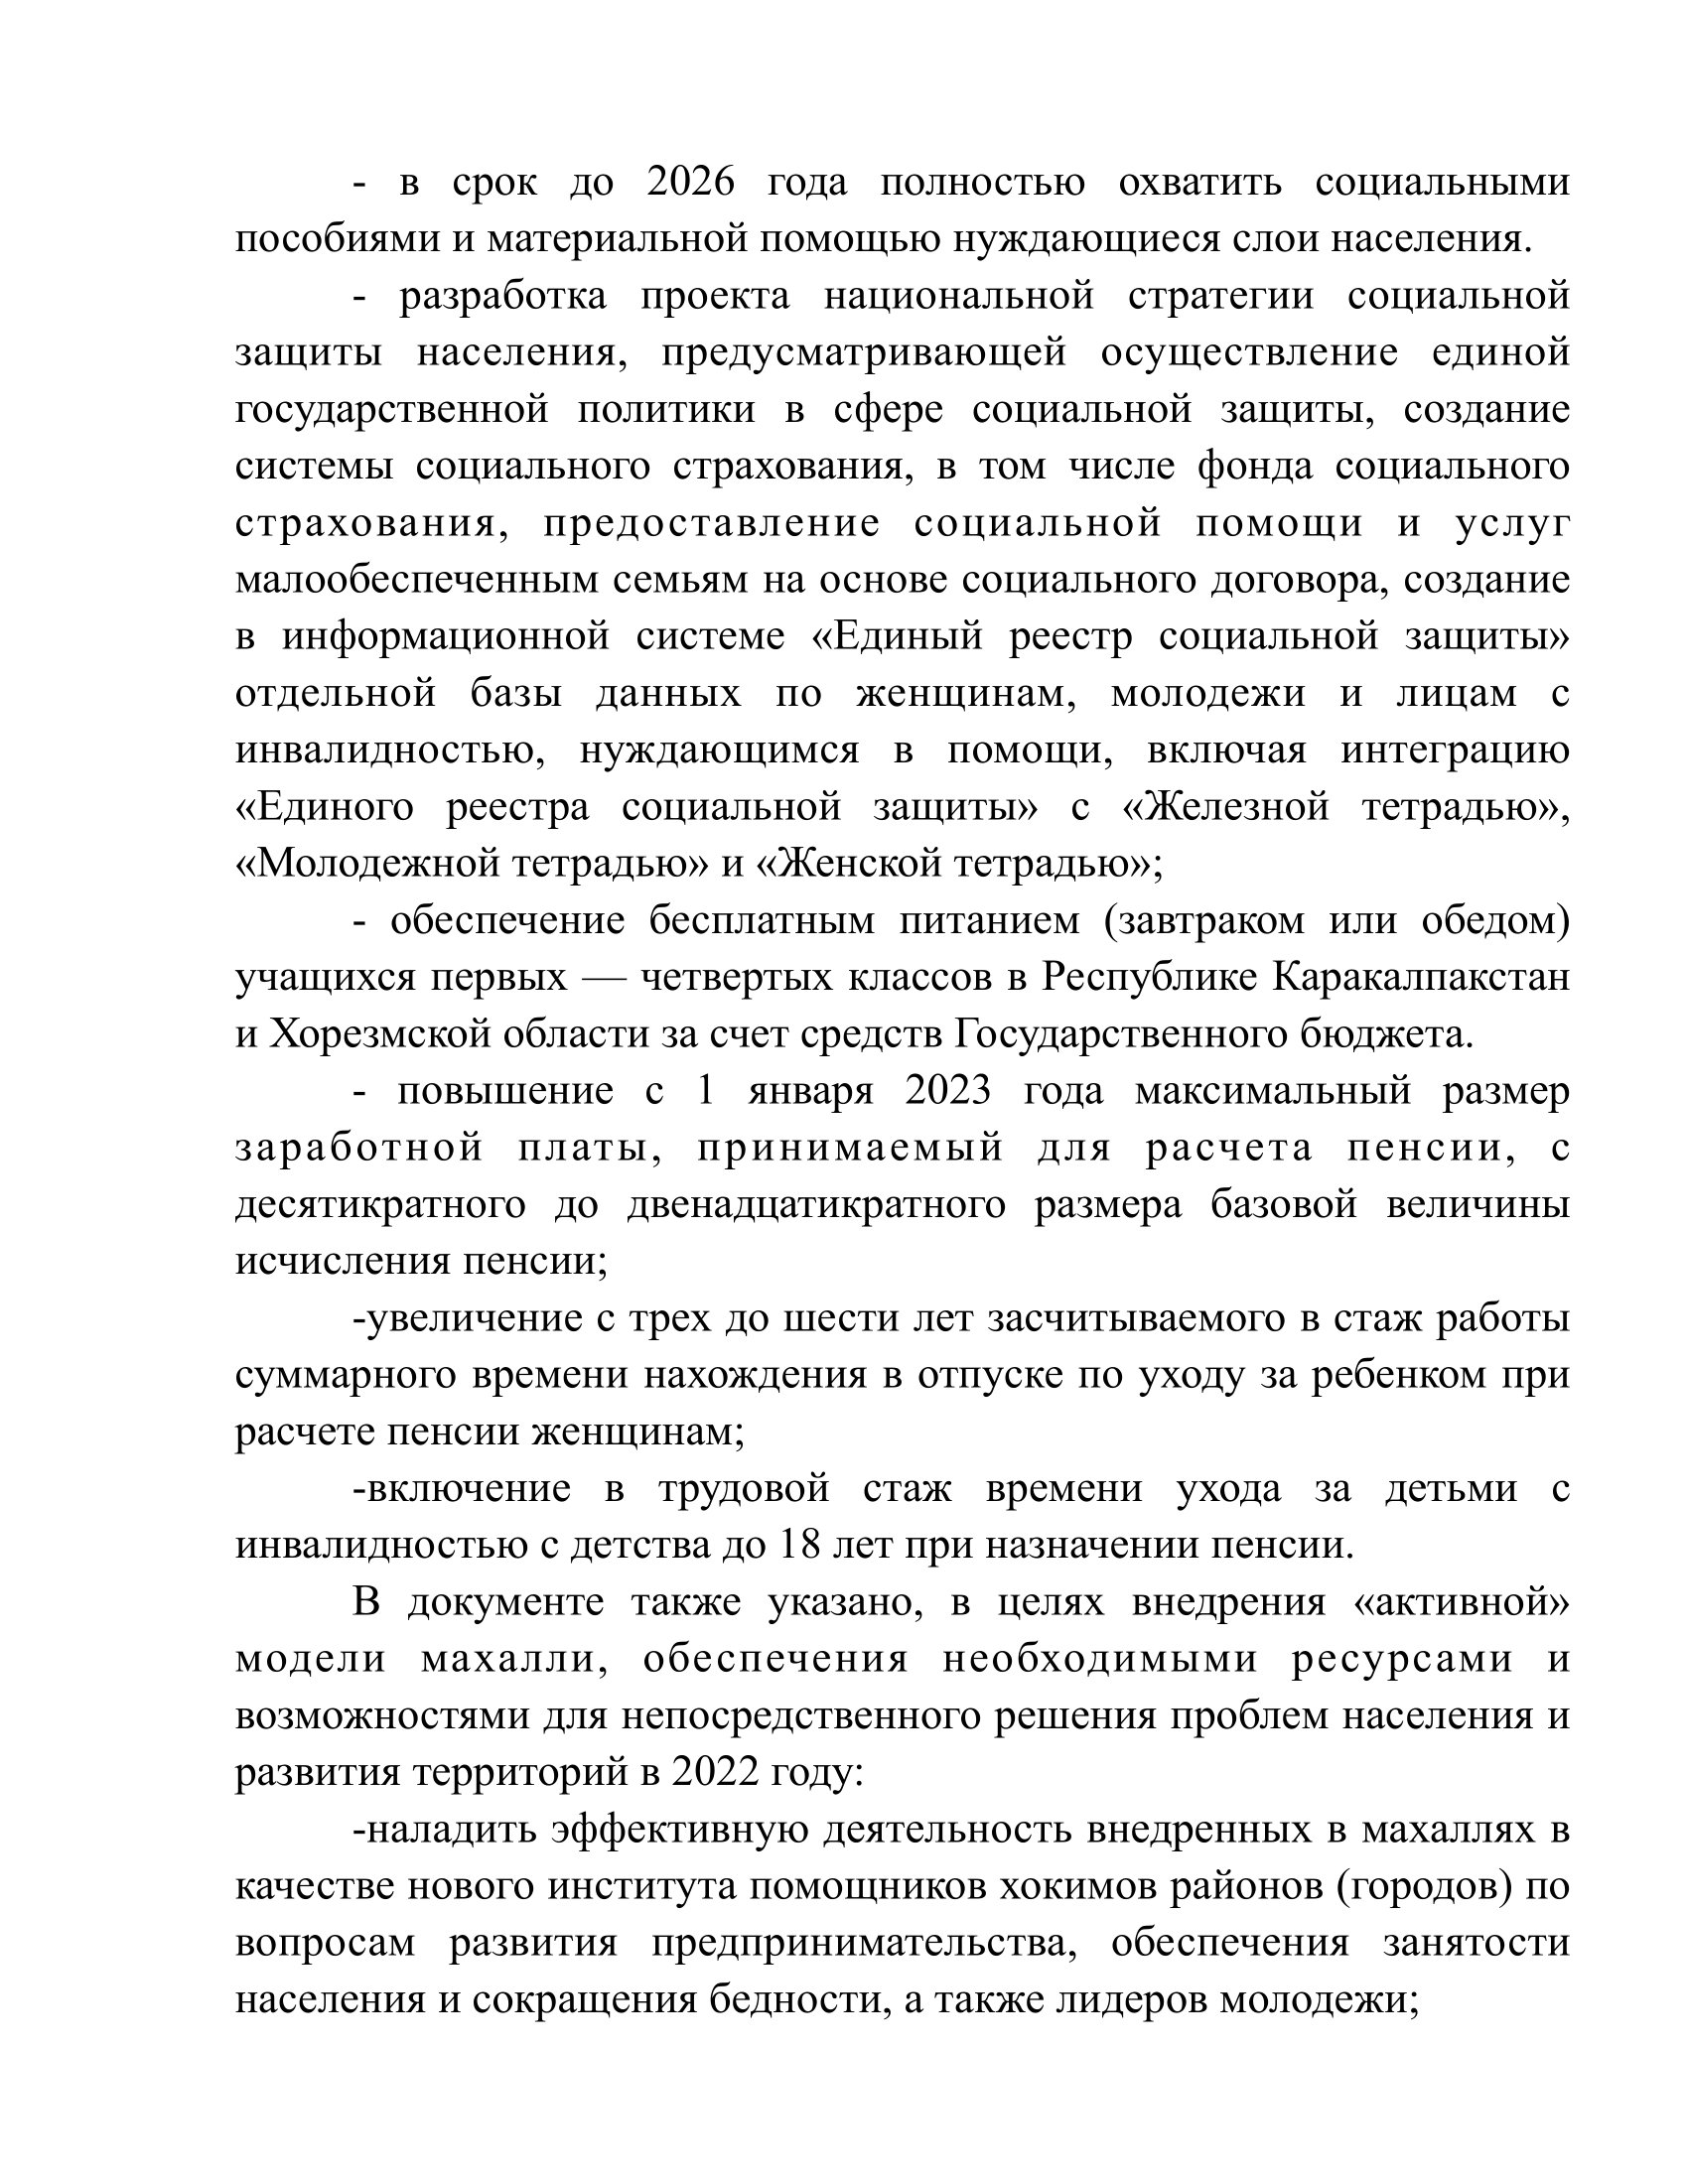 - в срок до 2026 года полностью охватить социальными
пособиями и материальной помощью нуждающиеся слои населения.
- разработка проекта национальной стратегии социальной
защиты населения, предусматривающей осуществление единой
государственной политики в сфере социальной защиты, создание
системы социального страхования, в том числе фонда социального
страхования, предоставление социальной помощи и услуг
малообеспеченным семьям на основе социального договора, создание
в информационной системе «Единый реестр социальной защиты»
отдельной базы данных по женщинам, молодежи и лицам с
инвалидностью, нуждающимся в помощи, включая интеграцию
«Единого реестра социальной защиты» с «Железной тетрадью»,
«Молодежной тетрадью» и «Женской тетрадью»;
- обеспечение бесплатным питанием (завтраком или обедом)
учащихся первых — четвертых классов в Республике Каракалпакстан
и Хорезмской области за счет средств Государственного бюджета.
- повышение с 1 января 2023 года максимальный размер
заработной платы, принимаемый для расчета пенсии, с
десятикратного до двенадцатикратного размера базовой величины
исчисления пенсии;
-увеличение с трех до шести лет засчитываемого в стаж работы
суммарного времени нахождения в отпуске по уходу за ребенком при
расчете пенсии женщинам;
-включение в трудовой стаж времени ухода за детьми с
инвалидностью с детства до 18 лет при назначении пенсии.
В документе также указано, в целях внедрения «активной»
модели махалли, обеспечения необходимыми ресурсами и
возможностями для непосредственного решения проблем населения и
развития территорий в 2022 году:
-наладить эффективную деятельность внедренных в махаллях в
качестве нового института помощников хокимов районов (городов) по
вопросам развития предпринимательства, обеспечения занятости
населения и сокращения бедности, а также лидеров молодежи;